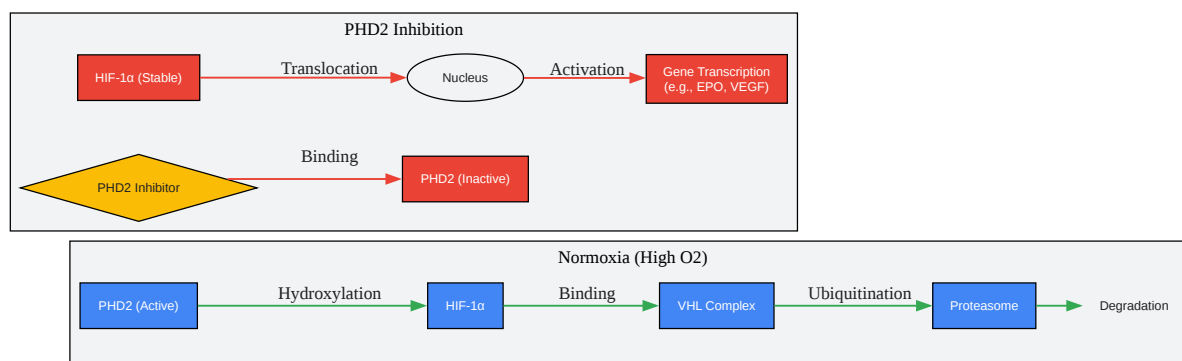 PHD2 Inhibition
HIF-1α (Stable)
Translocation
Nucleus
Activation
Gene Transcription
(e.g., EPO, VEGF)
PHD2 Inhibitor
Binding
PHD2 (Inactive)
Normoxia (High O2)
PHD2 (Active)
Hydroxylation
HIF-1α
Binding
VHL Complex
Ubiquitination
Proteasome
Degradation